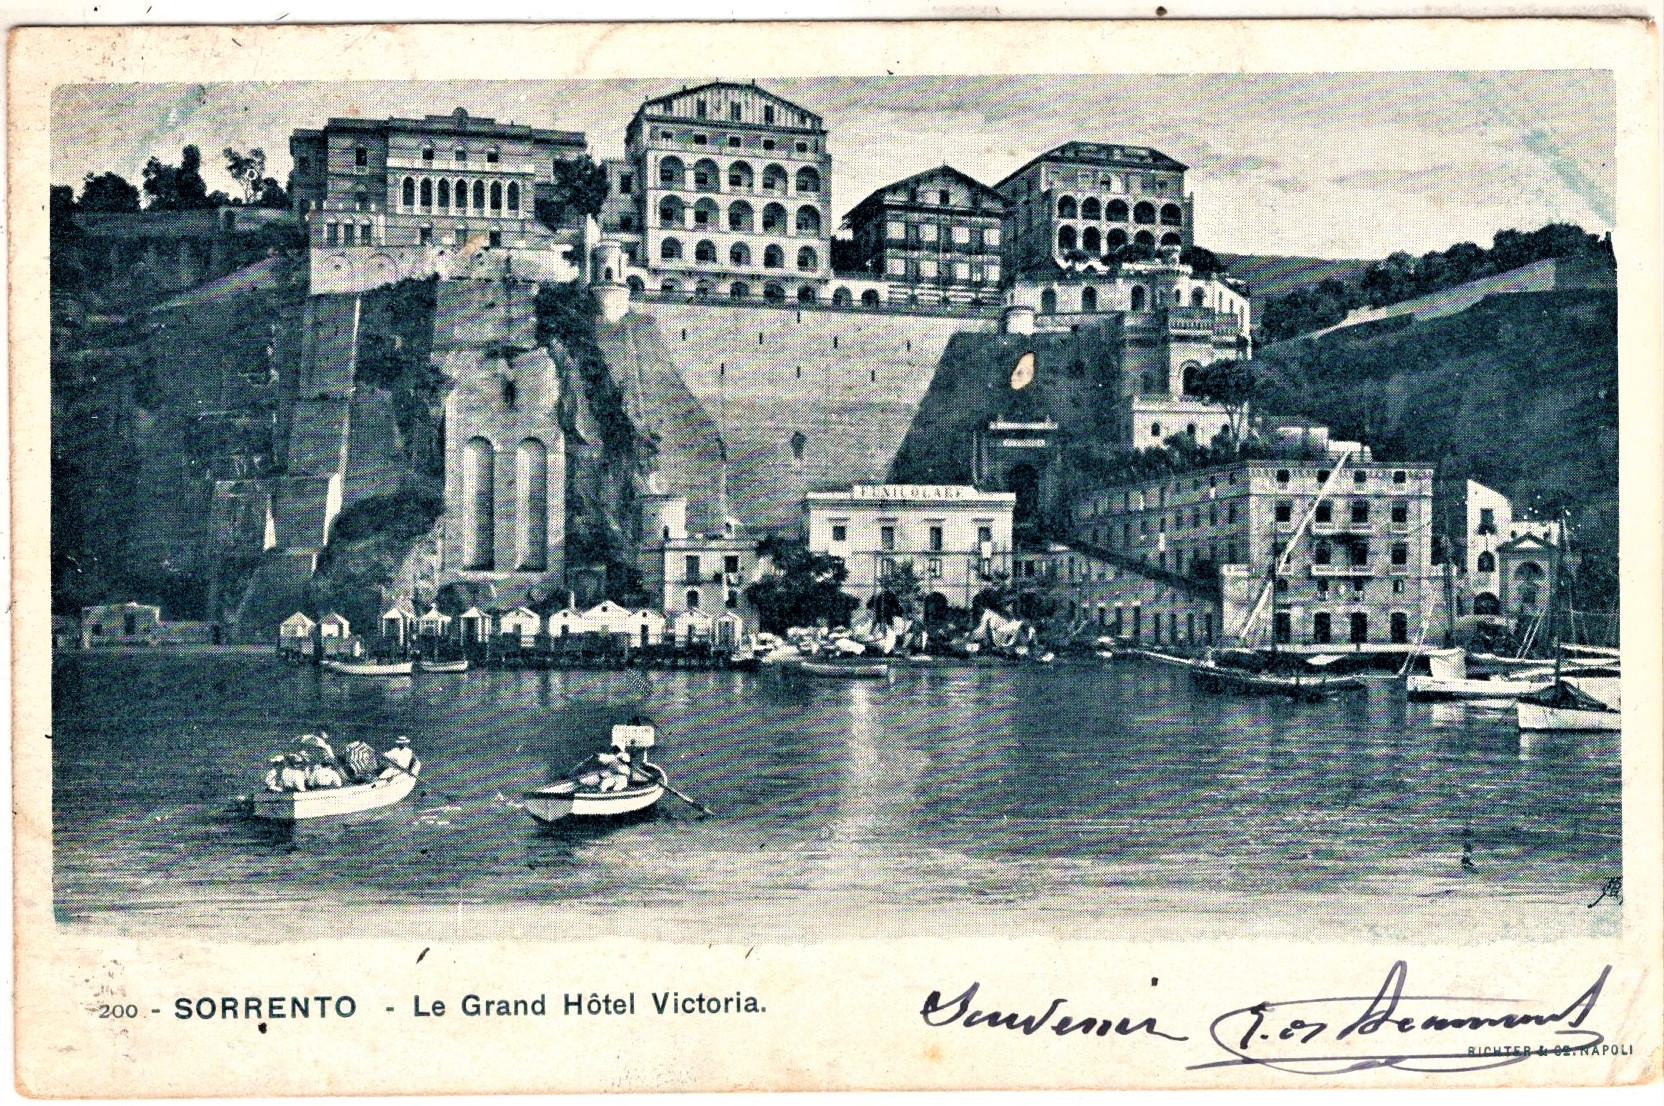 FUNICOLARE
200 - SORRENTO - Le Grand Hôtel Victoria.
Souvenir
RICHTER & Cº. NAPOLI